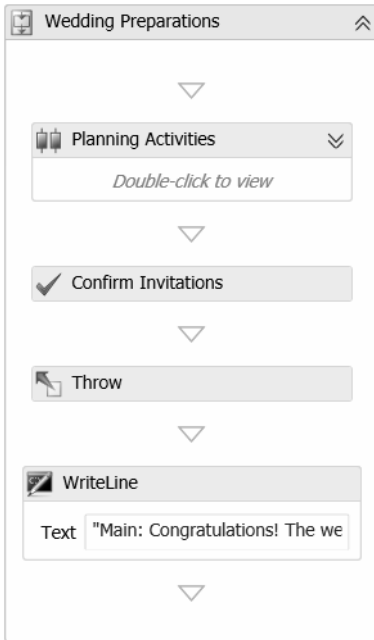 Wedding Preparations
Planning Activities
Double-click to view
Confirm Invitations
Throw
WriteLine
Text "Main: Congratulations! The we